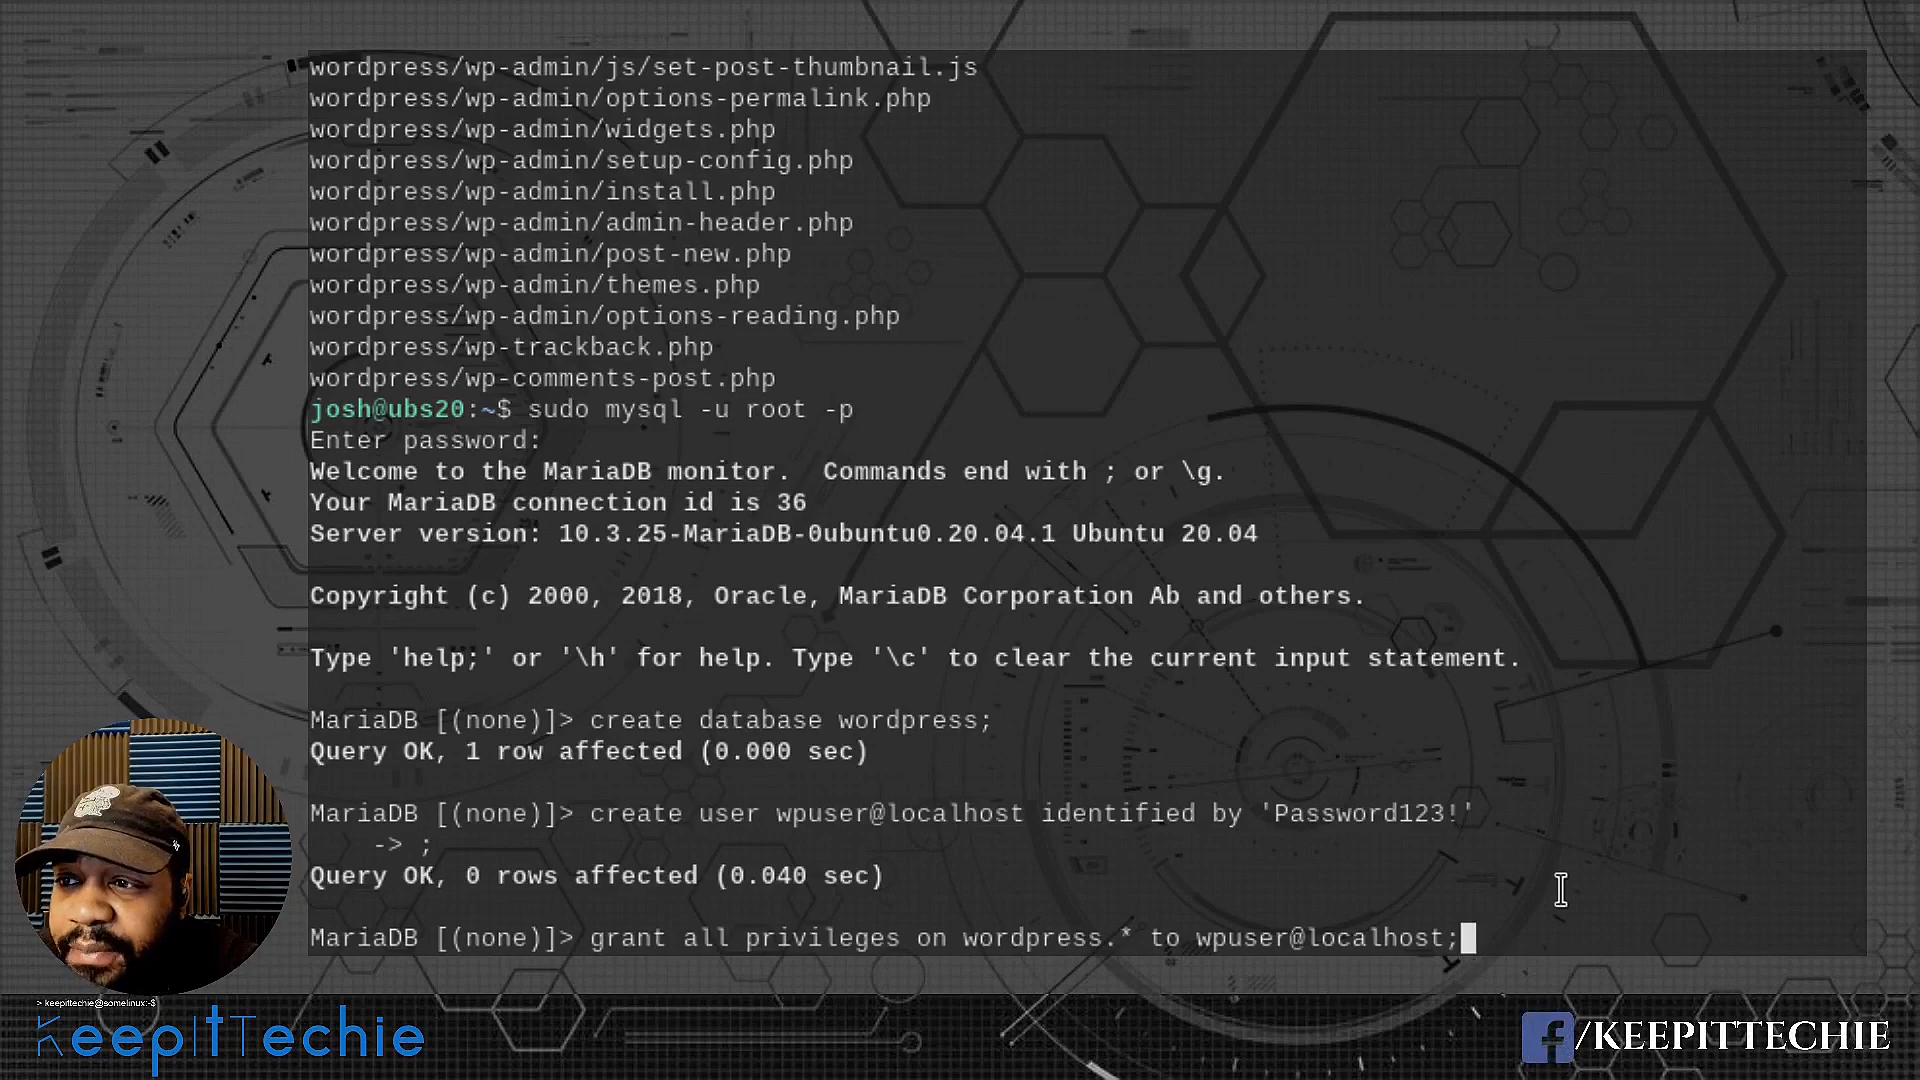 wordpress/wp-admin/js/set-post-thumbnail.js
wordpress/wp-admin/options-permalink.php
wordpress/wp-admin/widgets.php
wordpress/wp-admin/setup-config.php
wordpress/wp-admin/install.php
wordpress/wp-admin/admin-header.php
wordpress/wp-admin/post-new.php
wordpress/wp-admin/themes.php
wordpress/wp-admin/options-reading.php
wordpress/wp-trackback.php
wordpress/wp-comments-post.php
josh@ubs20:~$ sudo mysql -u root -p
Enter password:
Welcome to the MariaDB monitor.  Commands end with ; or \g.
Your MariaDB connection id is 36
Server version: 10.3.25-MariaDB-0ubuntu0.20.04.1 Ubuntu 20.04
Copyright (c) 2000, 2018, Oracle, MariaDB Corporation Ab and others.
Type 'help;' or '\h' for help. Type '\c' to clear the current input statement.
MariaDB [(none)]> create database wordpress;
Query OK, 1 row affected (0.000 sec)
MariaDB [(none)]> create user wpuser@localhost identified by 'Password123!'
    -> ;
Query OK, 0 rows affected (0.040 sec)
MariaDB [(none)]> grant all privileges on wordpress.* to wpuser@localhost;
> keepittechie@somelinux:-$
KeepItTechie
f/KEEPITTECHIE